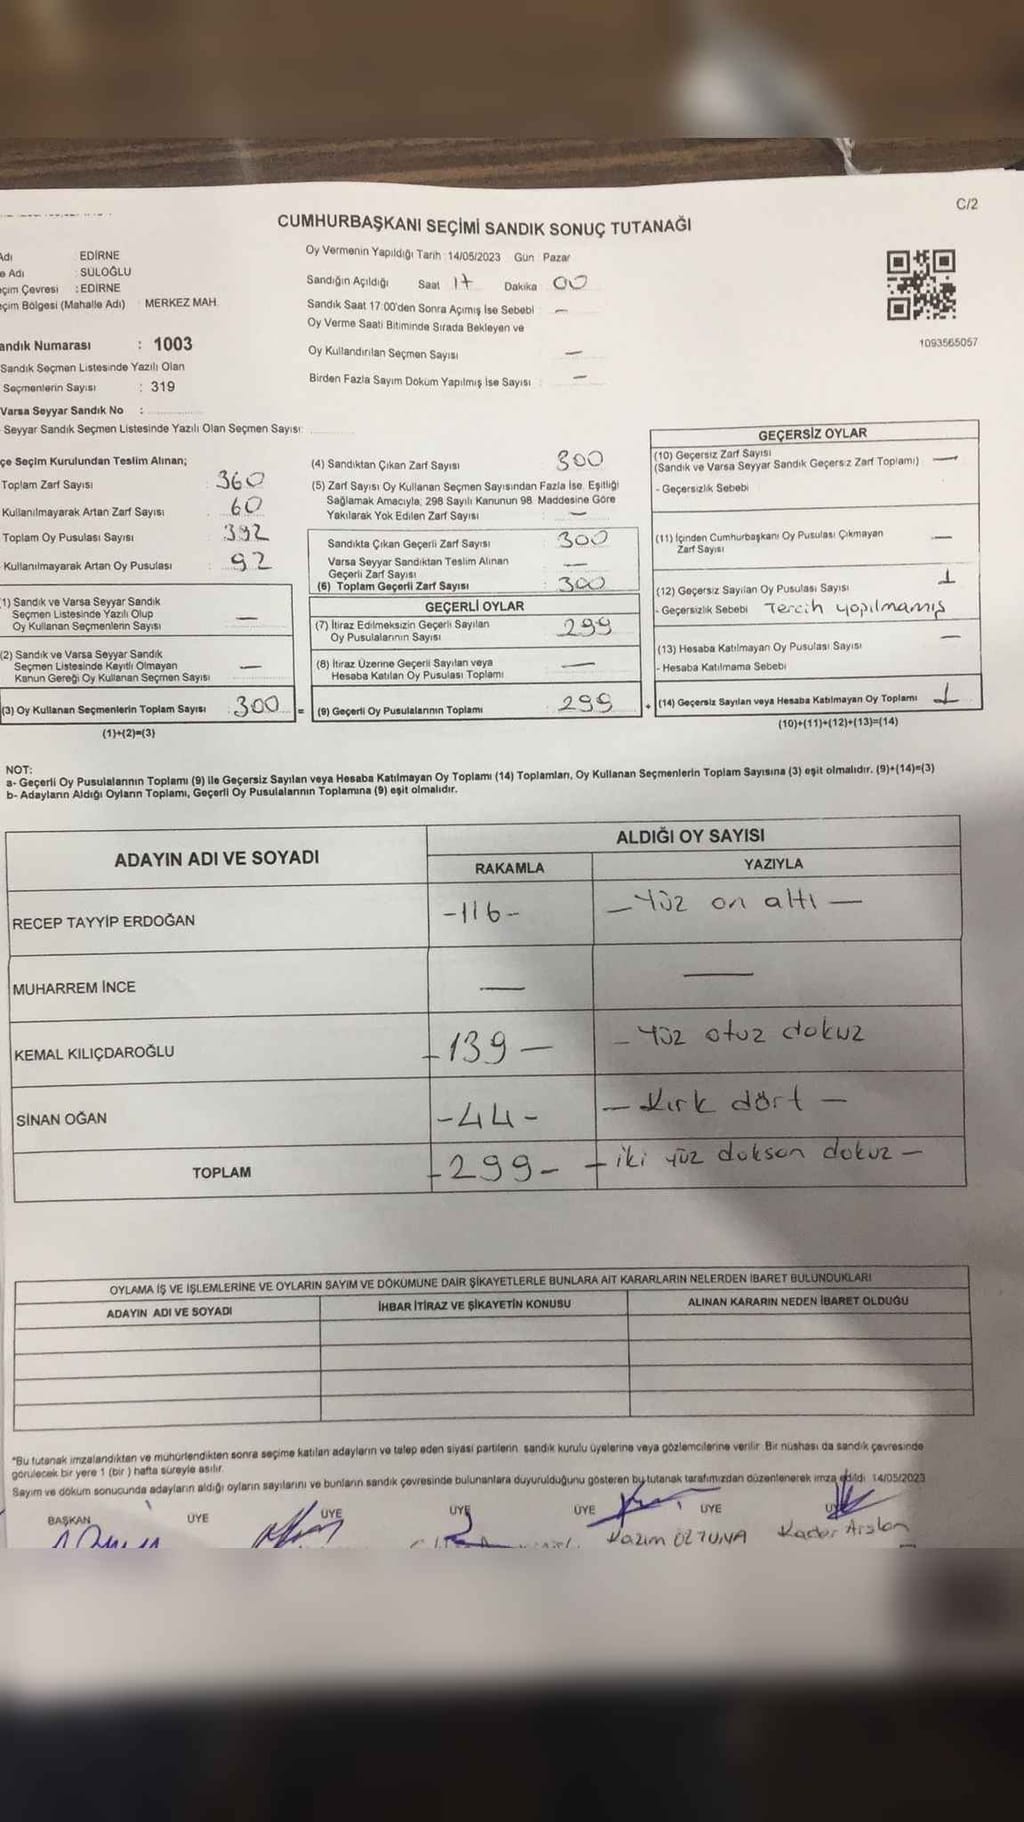 C/2
CUMHURBAŞKANI SEÇİMİ SANDIK SONUÇ TUTANAĞI
Adı EDİRNE
e Adı : SÜLOĞLU
eçim Çevresi : EDİRNE
eçim Bölgesi (Mahalle Adı) : MERKEZ MAH.
andık Numarası : 1003
Sandık Seçmen Listesinde Yazılı Olan
Seçmenlerin Sayısı : 319
Varsa Seyyar Sandık No :
Seyyar Sandık Seçmen Listesinde Yazılı Olan Seçmen Sayısı:
Oy Vermenin Yapıldığı Tarih : 14/05/2023 Gün Pazar
Sandığın Açıldığı Saat 17 Dakika 00
Sandık Saat 17:00'den Sonra Açımış İse Sebebi : —
Oy Verme Saati Bitiminde Sırada Bekleyen ve
Oy Kullandırılan Seçmen Sayısı —
Birden Fazla Sayım Döküm Yapılmış İse Sayısı : —
1093565057
çe Seçim Kurulundan Teslim Alınan;
Toplam Zarf Sayısı : 360
Kullanılmayarak Artan Zarf Sayısı : 60
Toplam Oy Pusulası Sayısı : 392
Kullanılmayarak Artan Oy Pusulası : 92
1) Sandık ve Varsa Seyyar Sandık
Seçmen Listesinde Yazılı Olup
Oy Kullanan Seçmenlerin Sayısı —
(2) Sandık ve Varsa Seyyar Sandık
Seçmen Listesinde Kayıtlı Olmayan
Kanun Gereği Oy Kullanan Seçmen Sayısı —
(3) Oy Kullanan Seçmenlerin Toplam Sayısı : 300 =
(1)+(2)=(3)
(4) Sandıktan Çıkan Zarf Sayısı 300
(5) Zarf Sayısı Oy Kullanan Seçmen Sayısından Fazla İse, Eşitliği
Sağlamak Amacıyla, 298 Sayılı Kanunun 98. Maddesine Göre
Yakılarak Yok Edilen Zarf Sayısı : —
Sandıkta Çıkan Geçerli Zarf Sayısı : 300
Varsa Seyyar Sandıktan Teslim Alınan
Geçerli Zarf Sayısı —
(6) Toplam Geçerli Zarf Sayısı : 300
GEÇERLİ OYLAR
(7) İtiraz Edilmeksizin Geçerli Sayılan
Oy Pusulalarının Sayısı 299
(8) İtiraz Üzerine Geçerli Sayılan veya
Hesaba Katılan Oy Pusulası Toplamı —
(9) Geçerli Oy Pusulalarının Toplamı : 299 +
GEÇERSİZ OYLAR
(10) Geçersiz Zarf Sayısı
(Sandık ve Varsa Seyyar Sandık Geçersiz Zarf Toplamı) —
- Geçersizlik Sebebi
(11) İçinden Cumhurbaşkanı Oy Pusulası Çıkmayan
Zarf Sayısı —
(12) Geçersiz Sayılan Oy Pusulası Sayısı 1
- Geçersizlik Sebebi Tercih yapılmamış
(13) Hesaba Katılmayan Oy Pusulası Sayısı —
- Hesaba Katılmama Sebebi
(14) Geçersiz Sayılan veya Hesaba Katılmayan Oy Toplamı 1
(10)+(11)+(12)+(13)=(14)
NOT:
a- Geçerli Oy Pusulalarının Toplamı (9) ile Geçersiz Sayılan veya Hesaba Katılmayan Oy Toplamı (14) Toplamları, Oy Kullanan Seçmenlerin Toplam Sayısına (3) eşit olmalıdır. (9)+(14)=(3)
b- Adayların Aldığı Oyların Toplamı, Geçerli Oy Pusulalarının Toplamına (9) eşit olmalıdır.
ADAYIN ADI VE SOYADI ALDIĞI OY SAYISI
RAKAMLA YAZIYLA
RECEP TAYYİP ERDOĞAN -116- — Yüz on altı —
MUHARREM İNCE — —
KEMAL KILIÇDAROĞLU -139- — Yüz otuz dokuz
SİNAN OĞAN -44- — Kırk dört —
TOPLAM -299- — iki yüz doksan dokuz —
OYLAMA İŞ VE İŞLEMLERİNE VE OYLARIN SAYIM VE DÖKÜMÜNE DAİR ŞİKAYETLERLE BUNLARA AİT KARARLARIN NELERDEN İBARET BULUNDUKLARI
ADAYIN ADI VE SOYADI İHBAR İTİRAZ VE ŞİKAYETİN KONUSU ALINAN KARARIN NEDEN İBARET OLDUĞU
*Bu tutanak imzalandıktan ve mühürlendikten sonra seçime katılan adayların ve talep eden siyasi partilerin sandık kurulu üyelerine veya gözlemcilerine verilir. Bir nüshası da sandık çevresinde
görülecek bir yere 1 (bir) hafta süreyle asılır.
Sayım ve döküm sonucunda adayların aldığı oyların sayılarını ve bunların sandık çevresinde bulunanlara duyurulduğunu gösteren bu tutanak tarafımızdan düzenlenerek imza edildi. 14/05/2023
BAŞKAN ÜYE ÜYE ÜYE ÜYE ÜYE
Kazım ÖZTUNA Kader Arslan